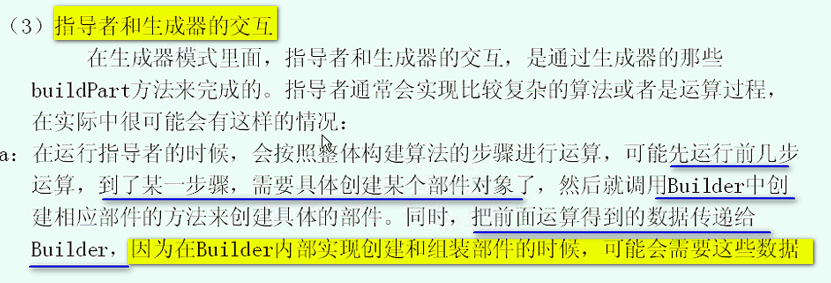 （3）指导者和生成器的交互
在生成器模式里面，指导者和生成器的交互，是通过生成器的那些
buildPart方法来完成的。指导者通常会实现比较复杂的算法或者是运算过程，
在实际中很可能会有这样的情况：
a：在运行指导者的时候，会按照整体构建算法的步骤进行运算，可能先运行前几步
运算，到了某一步骤，需要具体创建某个部件对象了，然后就调用Builder中创
建相应部件的方法来创建具体的部件。同时，把前面运算得到的数据传递给
Builder，因为在Builder内部实现创建和组装部件的时候，可能会需要这些数据